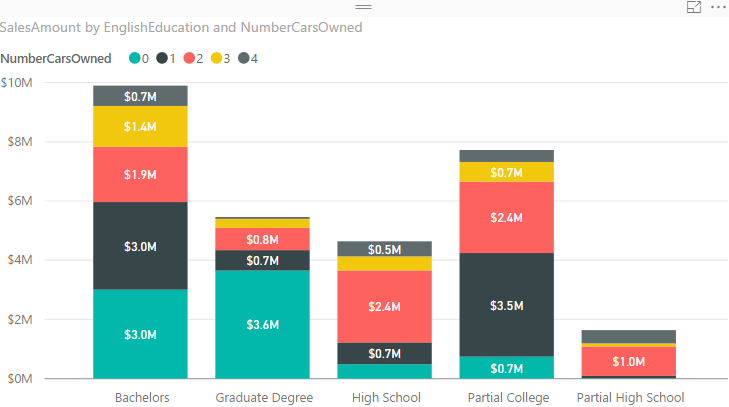 SalesAmount by EnglishEducation and NumberCarsOwned
NumberCarsOwned 0 1 2 3 4
$10M
$8M
$6M
$4M
$2M
$0M
$0.7M
$1.4M
$1.9M
$3.0M
$3.0M
$0.8M
$0.7M
$3.6M
$0.5M
$2.4M
$0.7M
$0.7M
$2.4M
$3.5M
$0.7M
$1.0M
Bachelors Graduate Degree High School Partial College Partial High School